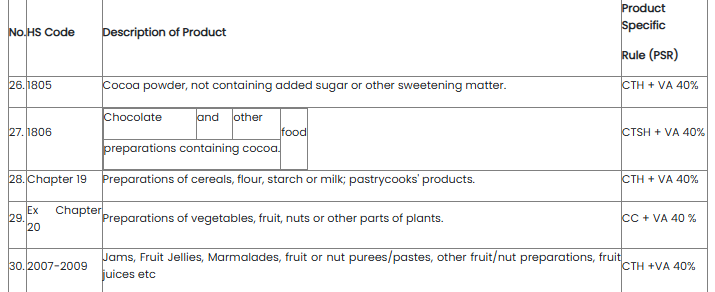 No. HS Code Description of Product Product Specific Rule (PSR)
26. 1805 Cocoa powder, not containing added sugar or other sweetening matter. CTH + VA 40%
27. 1806 Chocolate and other food preparations containing cocoa. CTSH + VA 40%
28. Chapter 19 Preparations of cereals, flour, starch or milk; pastrycooks' products. CTH + VA 40%
29. Ex Chapter 20 Preparations of vegetables, fruit, nuts or other parts of plants. CC + VA 40 %
30. 2007-2009 Jams, Fruit Jellies, Marmalades, fruit or nut purees/pastes, other fruit/nut preparations, fruit juices etc CTH +VA 40%